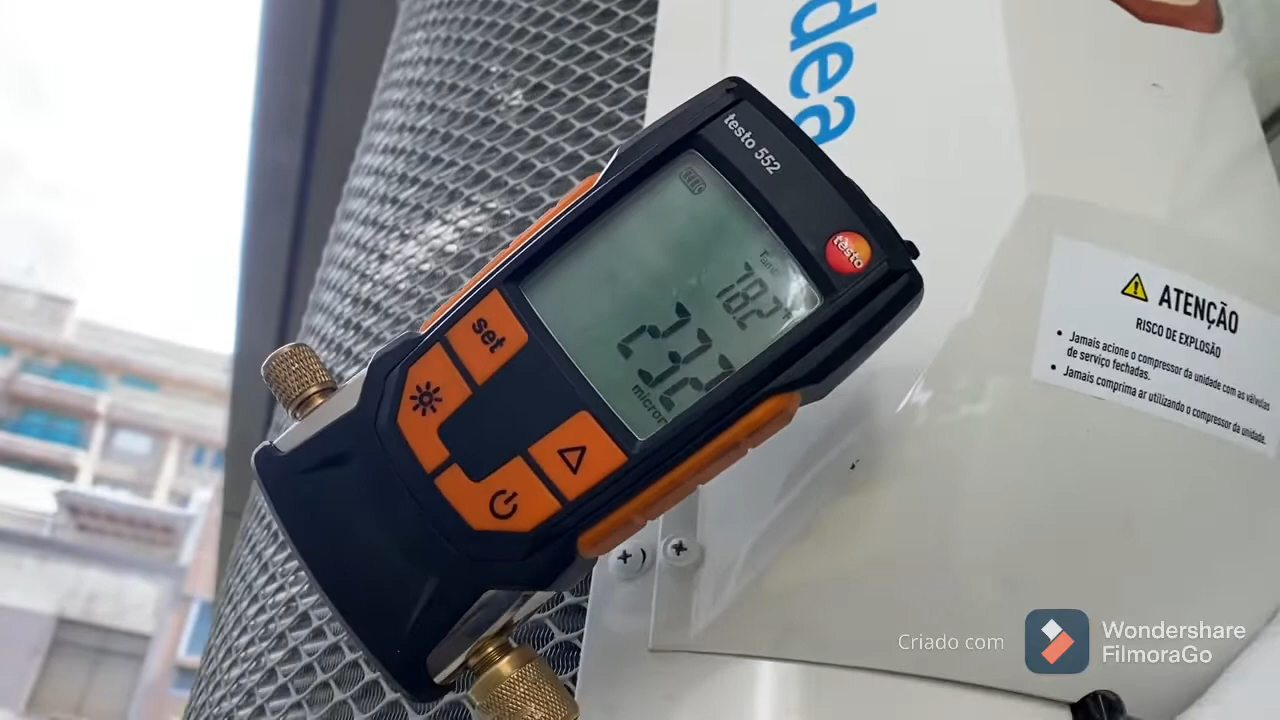 dea
testo 552
testo
Tamb
78.2°F
232
micron
set
ATENÇÃO
RISCO DE EXPLOSÃO
• Jamais acione o compressor da unidade com as válvulas
de serviço fechadas.
• Jamais comprima ar utilizando o compressor da unidade.
Criado com
Wondershare
FilmoraGo